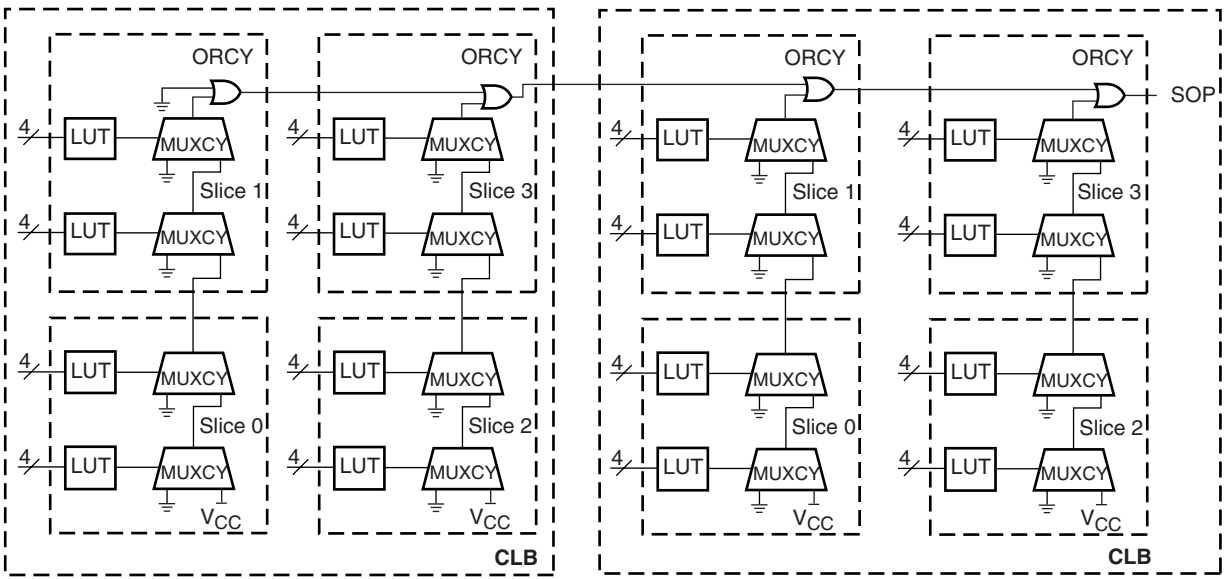 ORCY ORCY ORCY ORCY
SOP
4 LUT MUXCY 4 LUT MUXCY 4 LUT MUXCY 4 LUT MUXCY
Slice 1 Slice 3 Slice 1 Slice 3
4 LUT MUXCY 4 LUT MUXCY 4 LUT MUXCY 4 LUT MUXCY
4 LUT MUXCY 4 LUT MUXCY 4 LUT MUXCY 4 LUT MUXCY
Slice 0 Slice 2 Slice 0 Slice 2
4 LUT MUXCY 4 LUT MUXCY 4 LUT MUXCY 4 LUT MUXCY
VCC VCC VCC VCC
CLB CLB